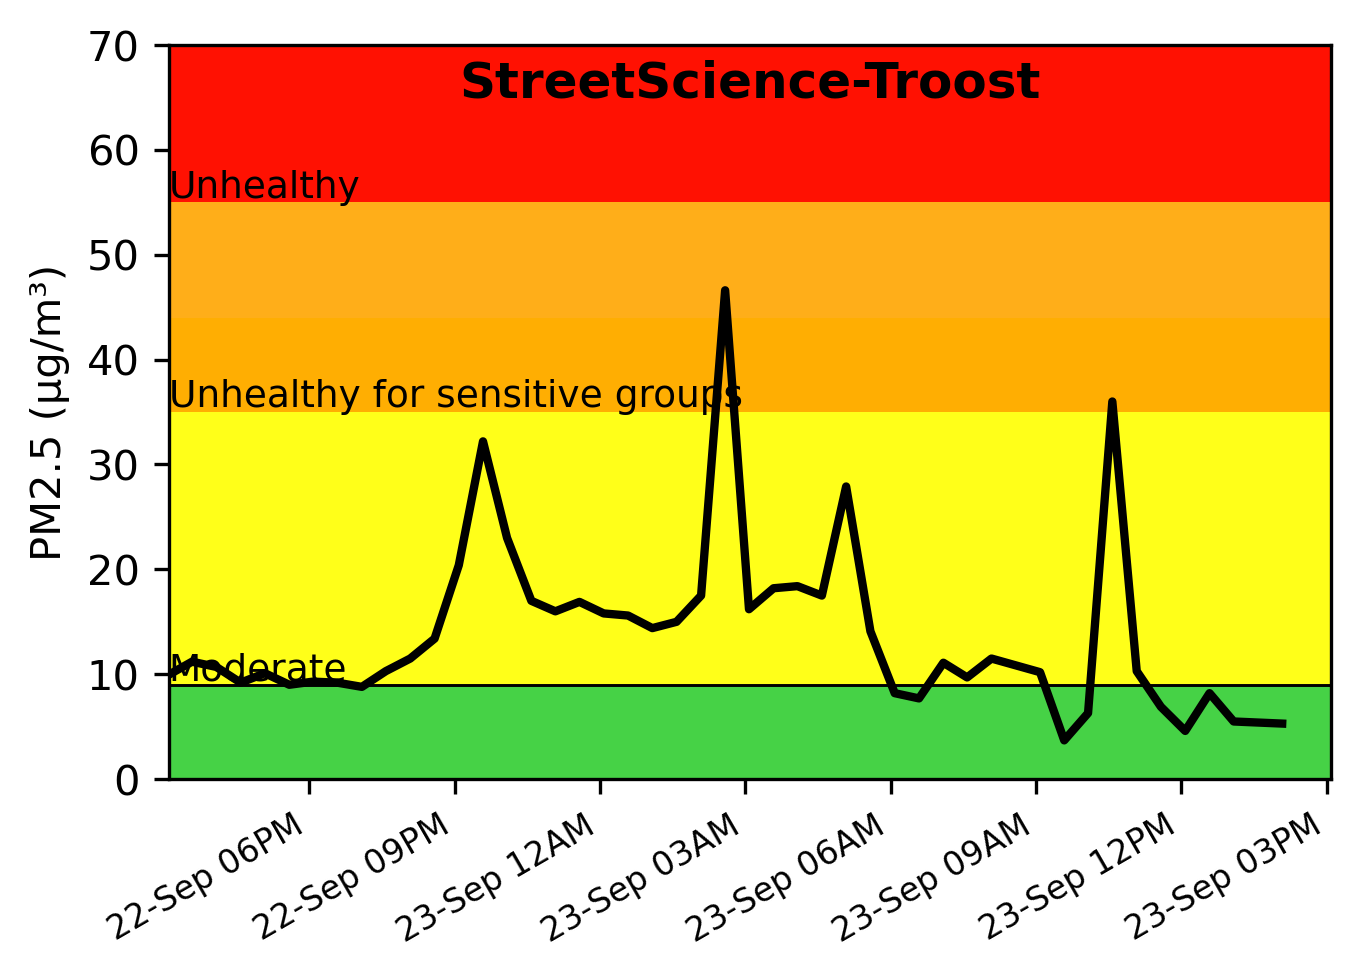 StreetScience-Troost
PM2.5 (µg/m³)
70
60
50
40
30
20
10
0
Unhealthy
Unhealthy for sensitive groups
Moderate
22-Sep 06PM
22-Sep 09PM
23-Sep 12AM
23-Sep 03AM
23-Sep 06AM
23-Sep 09AM
23-Sep 12PM
23-Sep 03PM